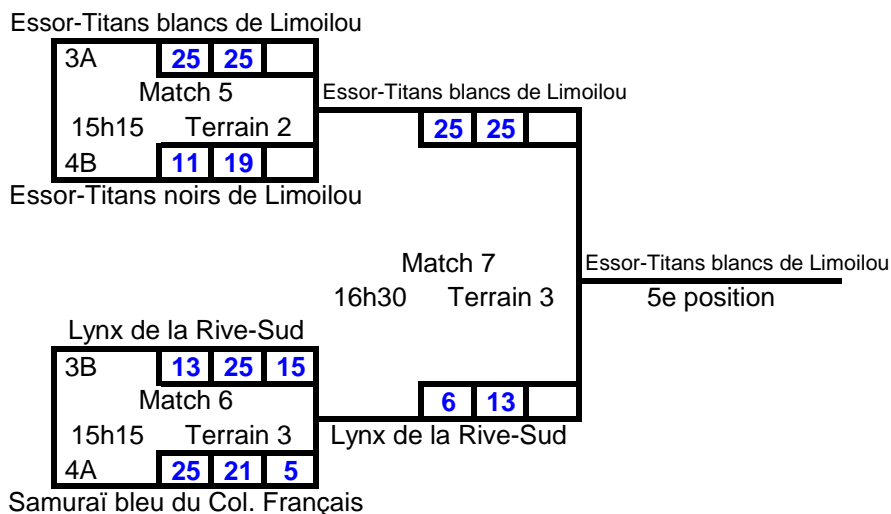 Essor-Titans blancs de Limoilou
3A 25 25
Match 5
15h15 Terrain 2
4B 11 19
Essor-Titans noirs de Limoilou
Essor-Titans blancs de Limoilou
25 25
Match 7
16h30 Terrain 3
6 13
Lynx de la Rive-Sud
Essor-Titans blancs de Limoilou
5e position
Lynx de la Rive-Sud
3B 13 25 15
Match 6
15h15 Terrain 3
4A 25 21 5
Samuraï bleu du Col. Français